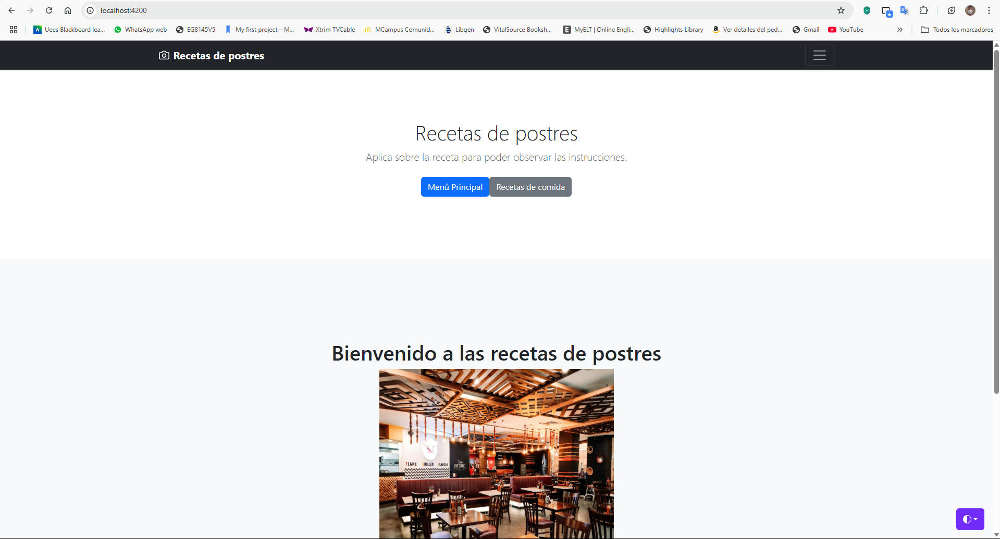 localhost:4200
Uees Blackboard lea...
WhatsApp web
EG8145V5
My first project – M...
Xtrim TVCable
MCampus Comunid...
Libgen
VitalSource Booksh...
MyELT | Online Engli...
Highlights Library
Ver detalles del ped...
Gmail
YouTube
Todos los marcadores
Recetas de postres
Recetas de postres
Aplica sobre la receta para poder observar las instrucciones.
Menú Principal
Recetas de comida
Bienvenido a las recetas de postres
FLAME GRILLED FLAVOUR